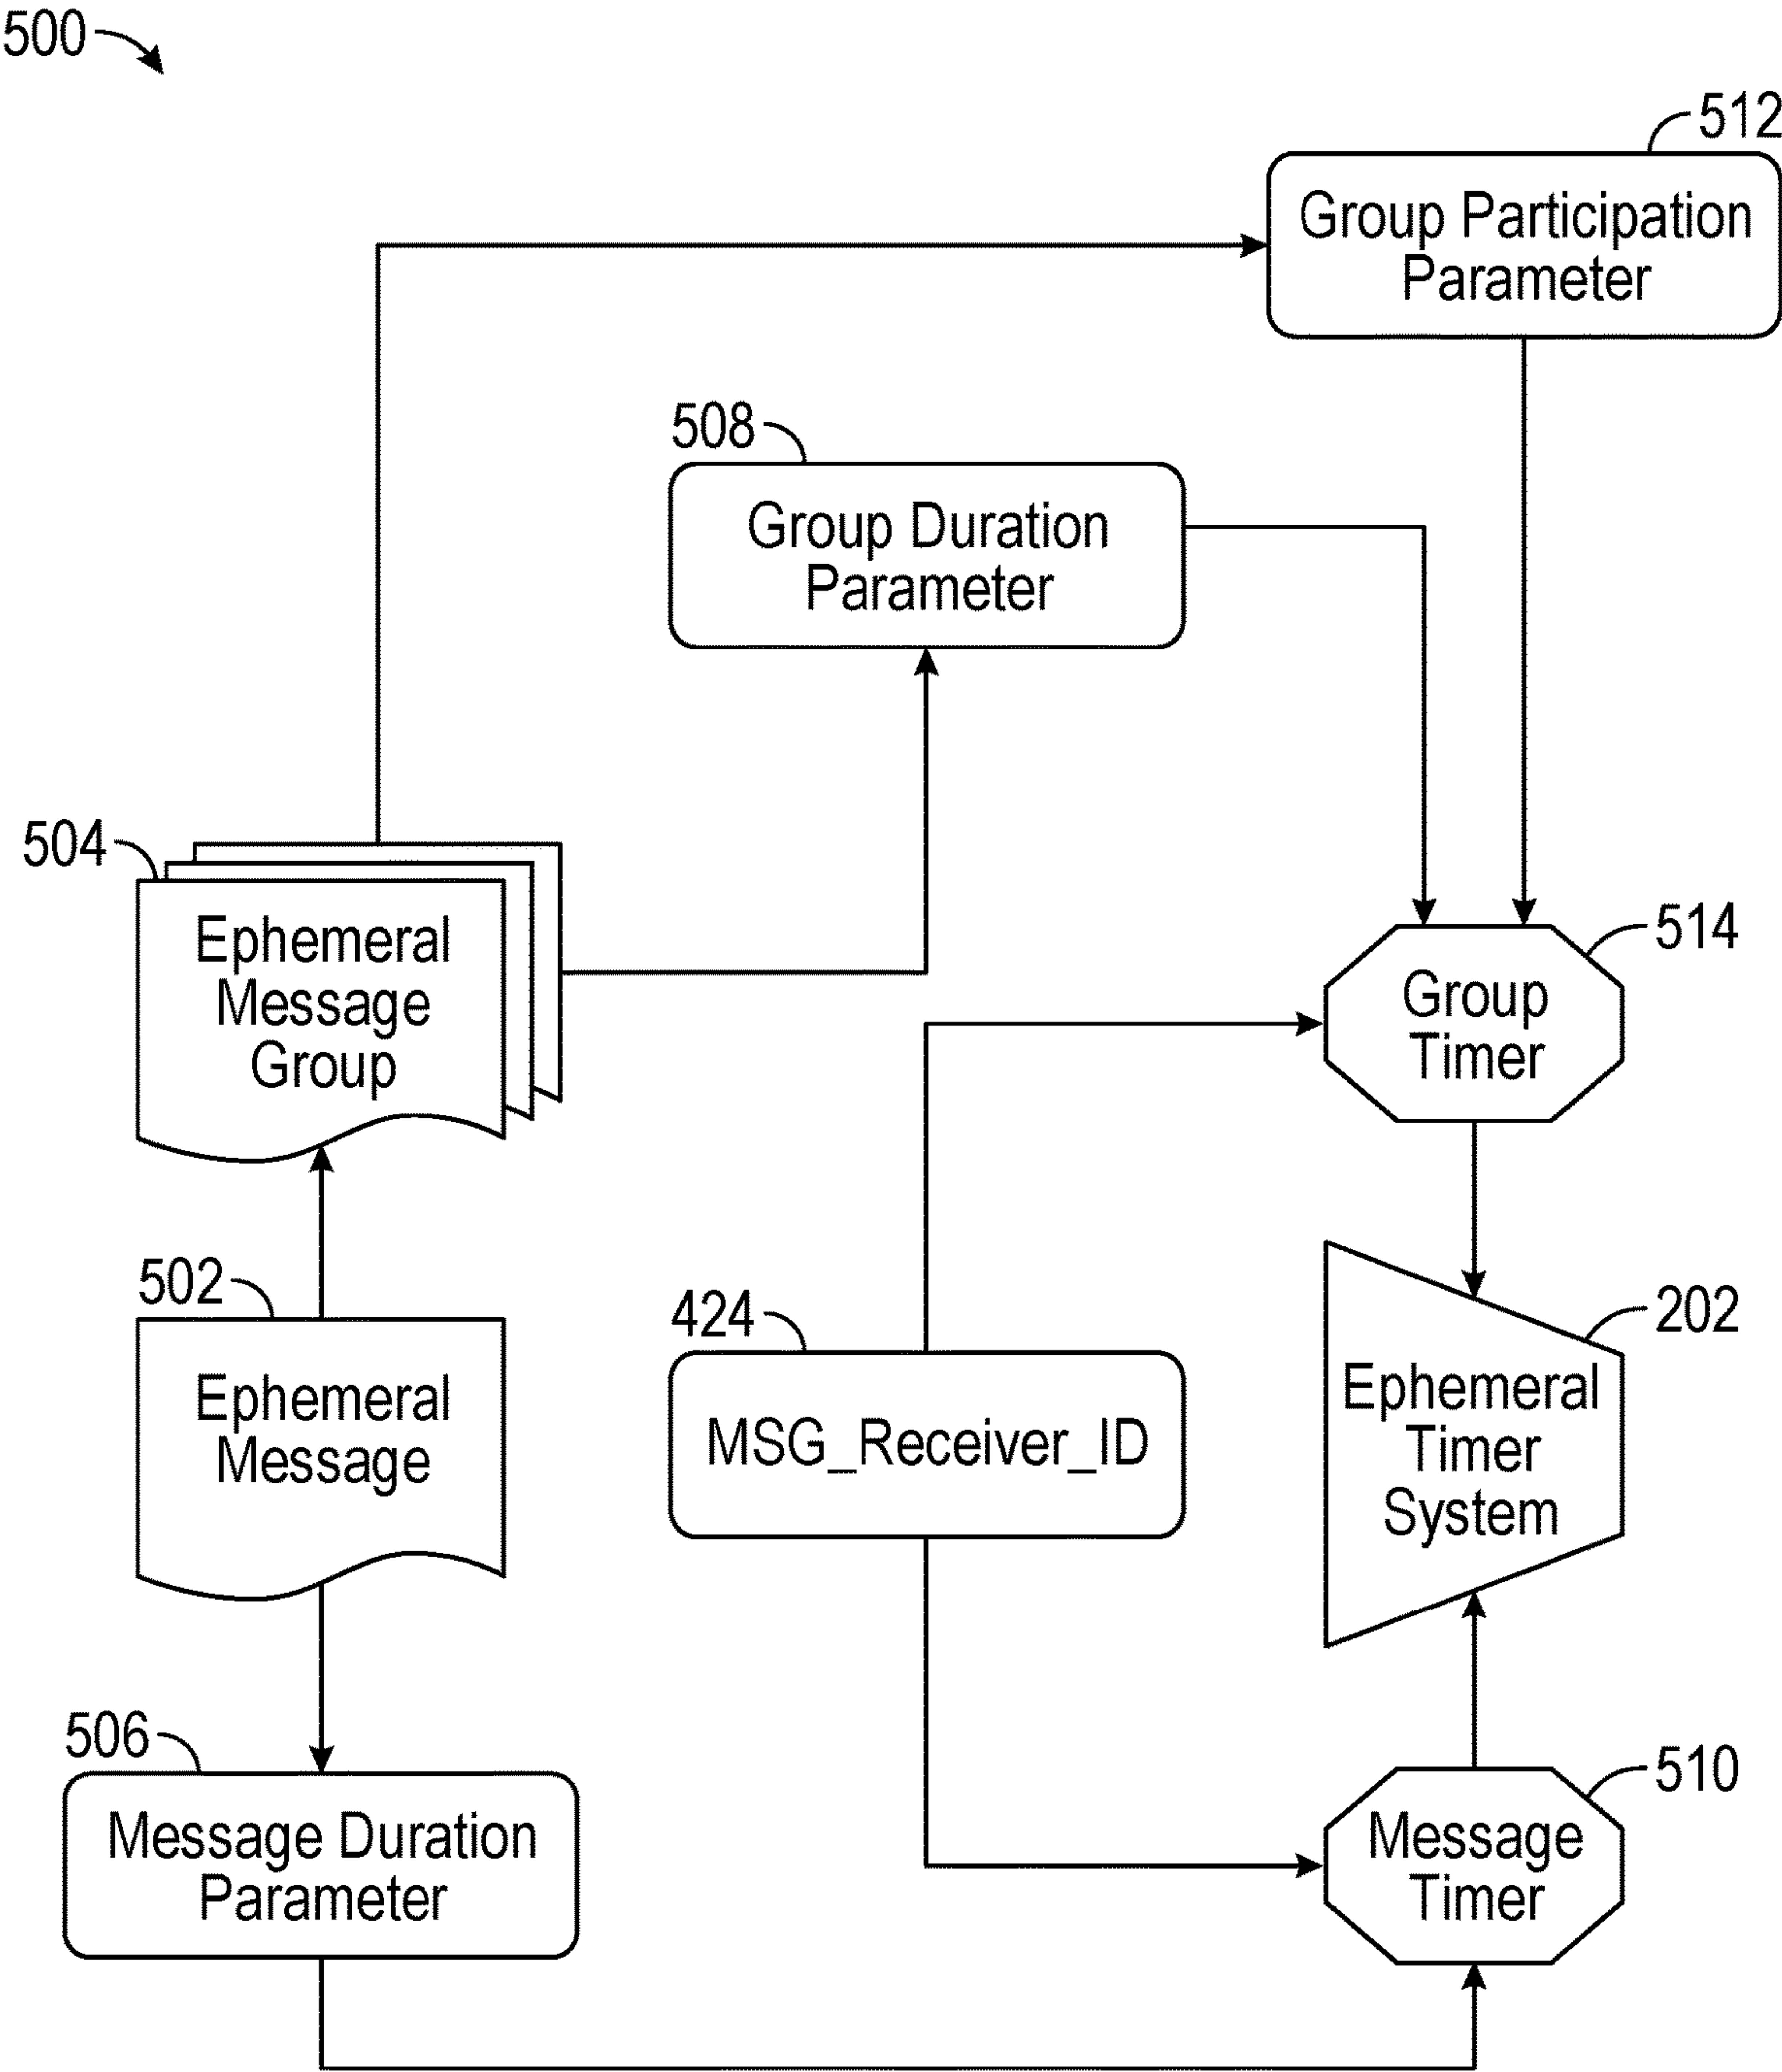 500
512
Group Participation
Parameter
508
Group Duration
Parameter
504
Ephemeral
Message
Group
514
Group
Timer
502
Ephemeral
Message
424
MSG_Receiver_ID
202
Ephemeral
Timer
System
506
Message Duration
Parameter
510
Message
Timer